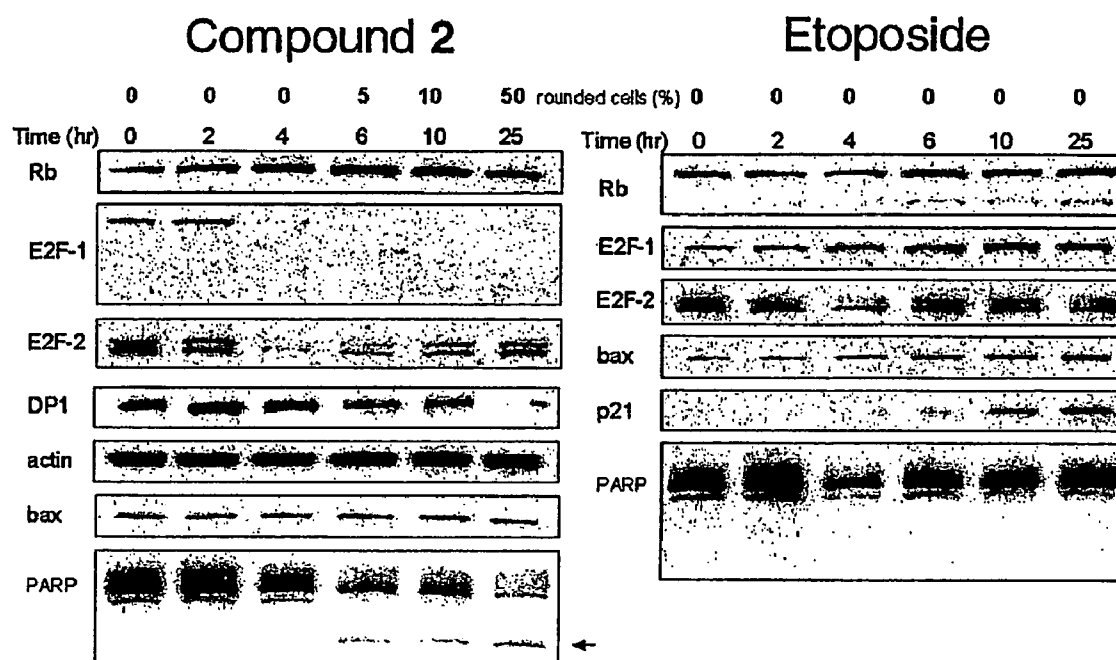 Compound 2
0 0 0 5 10 50 rounded cells (%)
Time (hr) 0 2 4 6 10 25
Rb
E2F-1
E2F-2
DP1
actin
bax
PARP
Etoposide
0 0 0 0 0 0
Time (hr) 0 2 4 6 10 25
Rb
E2F-1
E2F-2
bax
p21
PARP